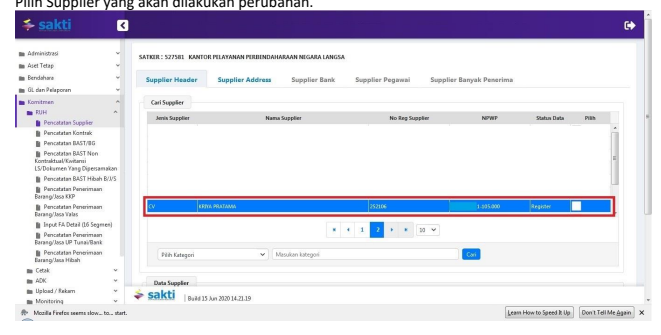 Pilih Supplier yang akan dilakukan perubahan.
sakti
Administrasi
Aset Tetap
Bendahara
GL dan Pelaporan
Komitmen
RUH
Pencatatan Supplier
Pencatatan Kontrak
Pencatatan BAST/BG
Pencatatan BAST Non
Kontraktual/Kwitansi
LS/Dokumen Yang Dipersamakan
Pencatatan BAST Hibah B/J/S
Pencatatan Penerimaan
Barang/Jasa KKP
Pencatatan Penerimaan
Barang/Jasa Valas
Input FA Detail (16 Segmen)
Pencatatan Penerimaan
Barang/Jasa UP Tunai/Bank
Pencatatan Penerimaan
Barang/Jasa Hibah
Cetak
ADK
Upload / Rekam
Monitoring
SATKER : 527581 KANTOR PELAYANAN PERBENDAHARAAN NEGARA LANGSA
Supplier Header Supplier Address Supplier Bank Supplier Pegawai Supplier Banyak Penerima
Cari Supplier
Jenis Supplier Nama Supplier No Reg Supplier NPWP Status Data Pilih
CV KRIYA PRATAMA 252106 1.105.000 Register
1 2 10
Pilih Kategori Masukan kategori Cari
Data Supplier
sakti Build 15 Jun 2020 14.21.19
Mozilla Firefox seems slow... to... start. Learn How to Speed It Up Don't Tell Me Again